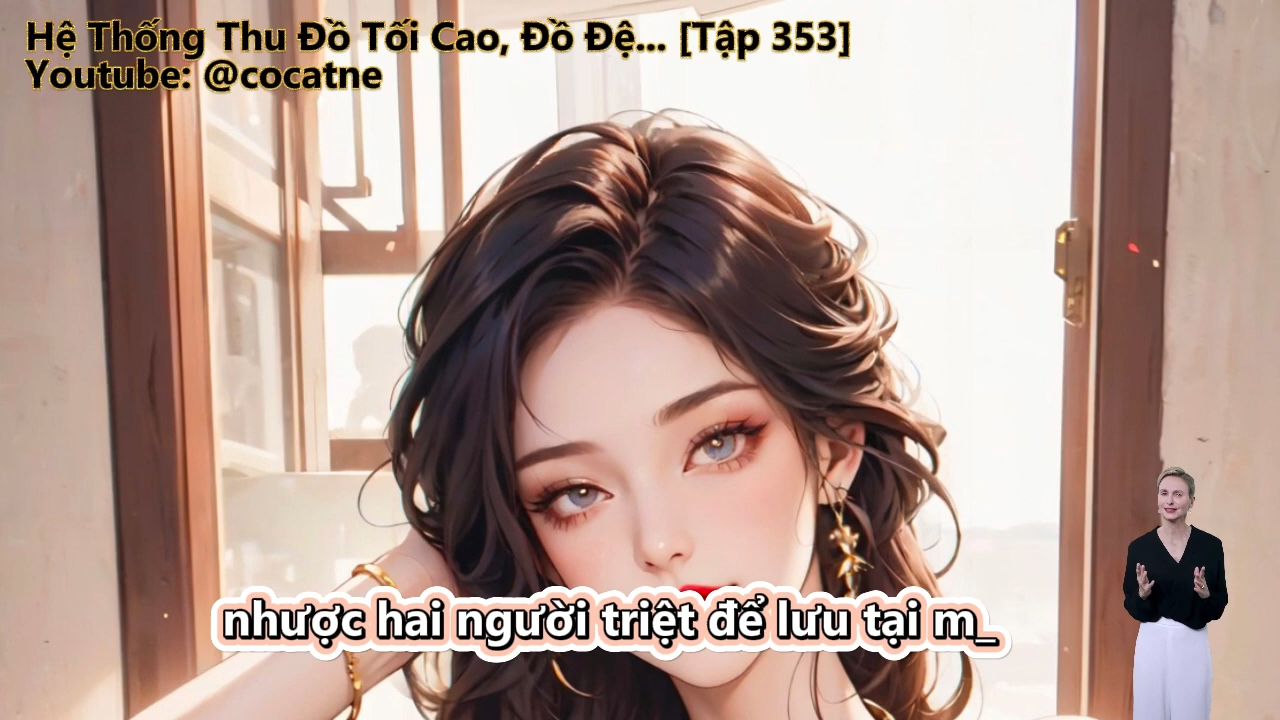 Hệ Thống Thu Đồ Tối Cao, Đồ Đệ... [Tập 353]
Youtube: @cocatne
nhược hai người triệt để lưu tại m_